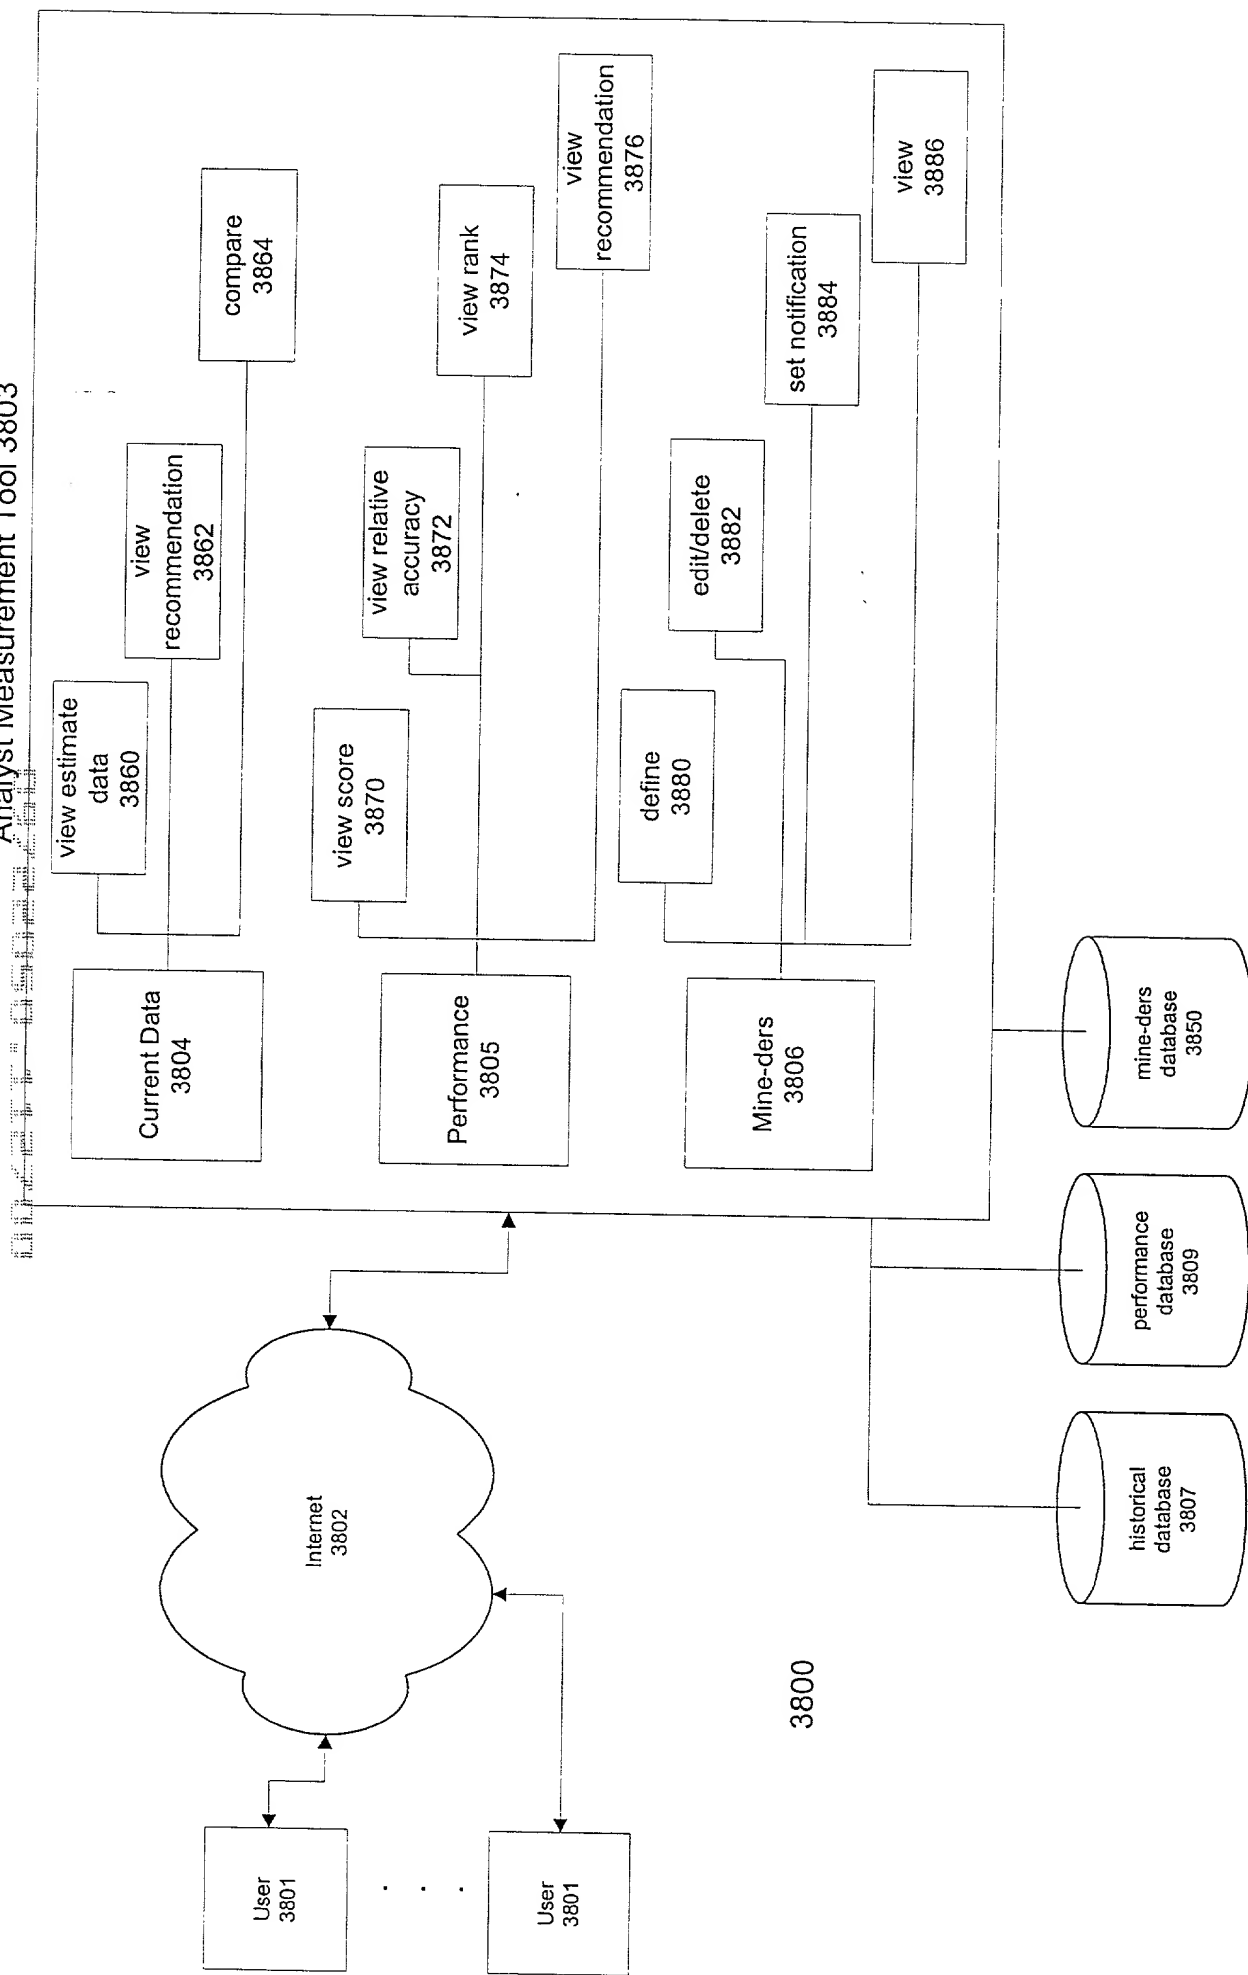 Analyst Measurement Tool 3803
view estimate
data
3860
view
recommendation
3862
compare
3864
Current Data
3804
view score
3870
view relative
accuracy
3872
view rank
3874
view
recommendation
3876
Performance
3805
define
3880
edit/delete
3882
set notification
3884
view
3886
Mine-ders
3806
Internet
3802
User
3801
. . .
User
3801
3800
historical
database
3807
performance
database
3809
mine-ders
database
3850